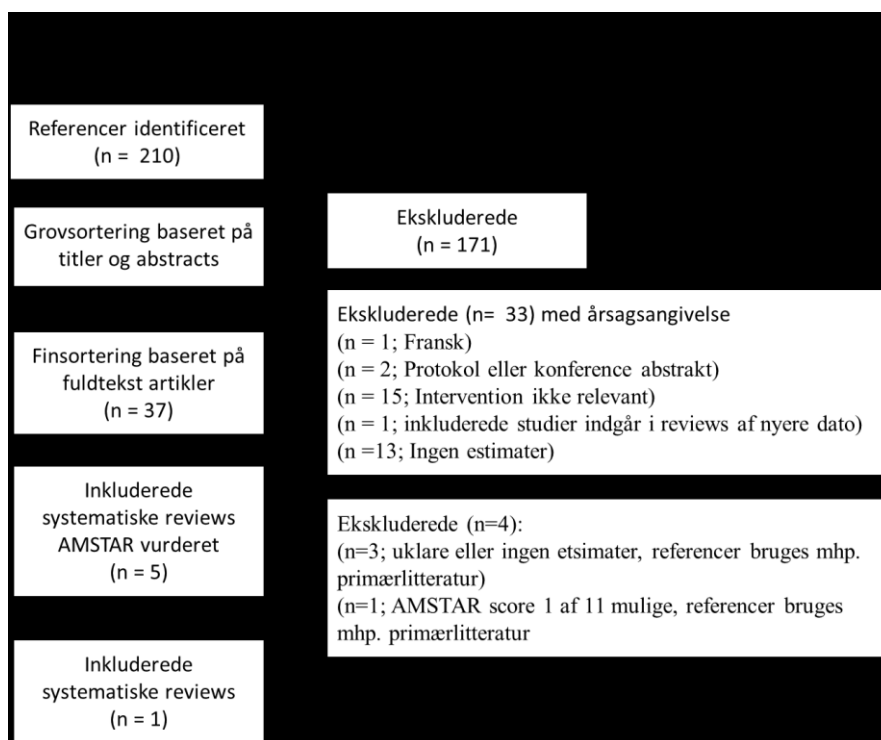 Referencer identificeret
(n = 210)
Grovsortering baseret på
titler og abstracts
Ekskluderede
(n = 171)
Finsortering baseret på
fuldtekst artikler
(n = 37)
Ekskluderede (n= 33) med årsagsangivelse
(n = 1; Fransk)
(n = 2; Protokol eller konference abstrakt)
(n = 15; Intervention ikke relevant)
(n = 1; inkluderede studier indgår i reviews af nyere dato)
(n =13; Ingen estimater)
Inkluderede
systematiske reviews
AMSTAR vurderet
(n = 5)
Ekskluderede (n=4):
(n=3; uklare eller ingen etsimater, referencer bruges mhp.
primærlitteratur)
(n=1; AMSTAR score 1 af 11 mulige, referencer bruges
mhp. primærlitteratur
Inkluderede
systematiske reviews
(n = 1)